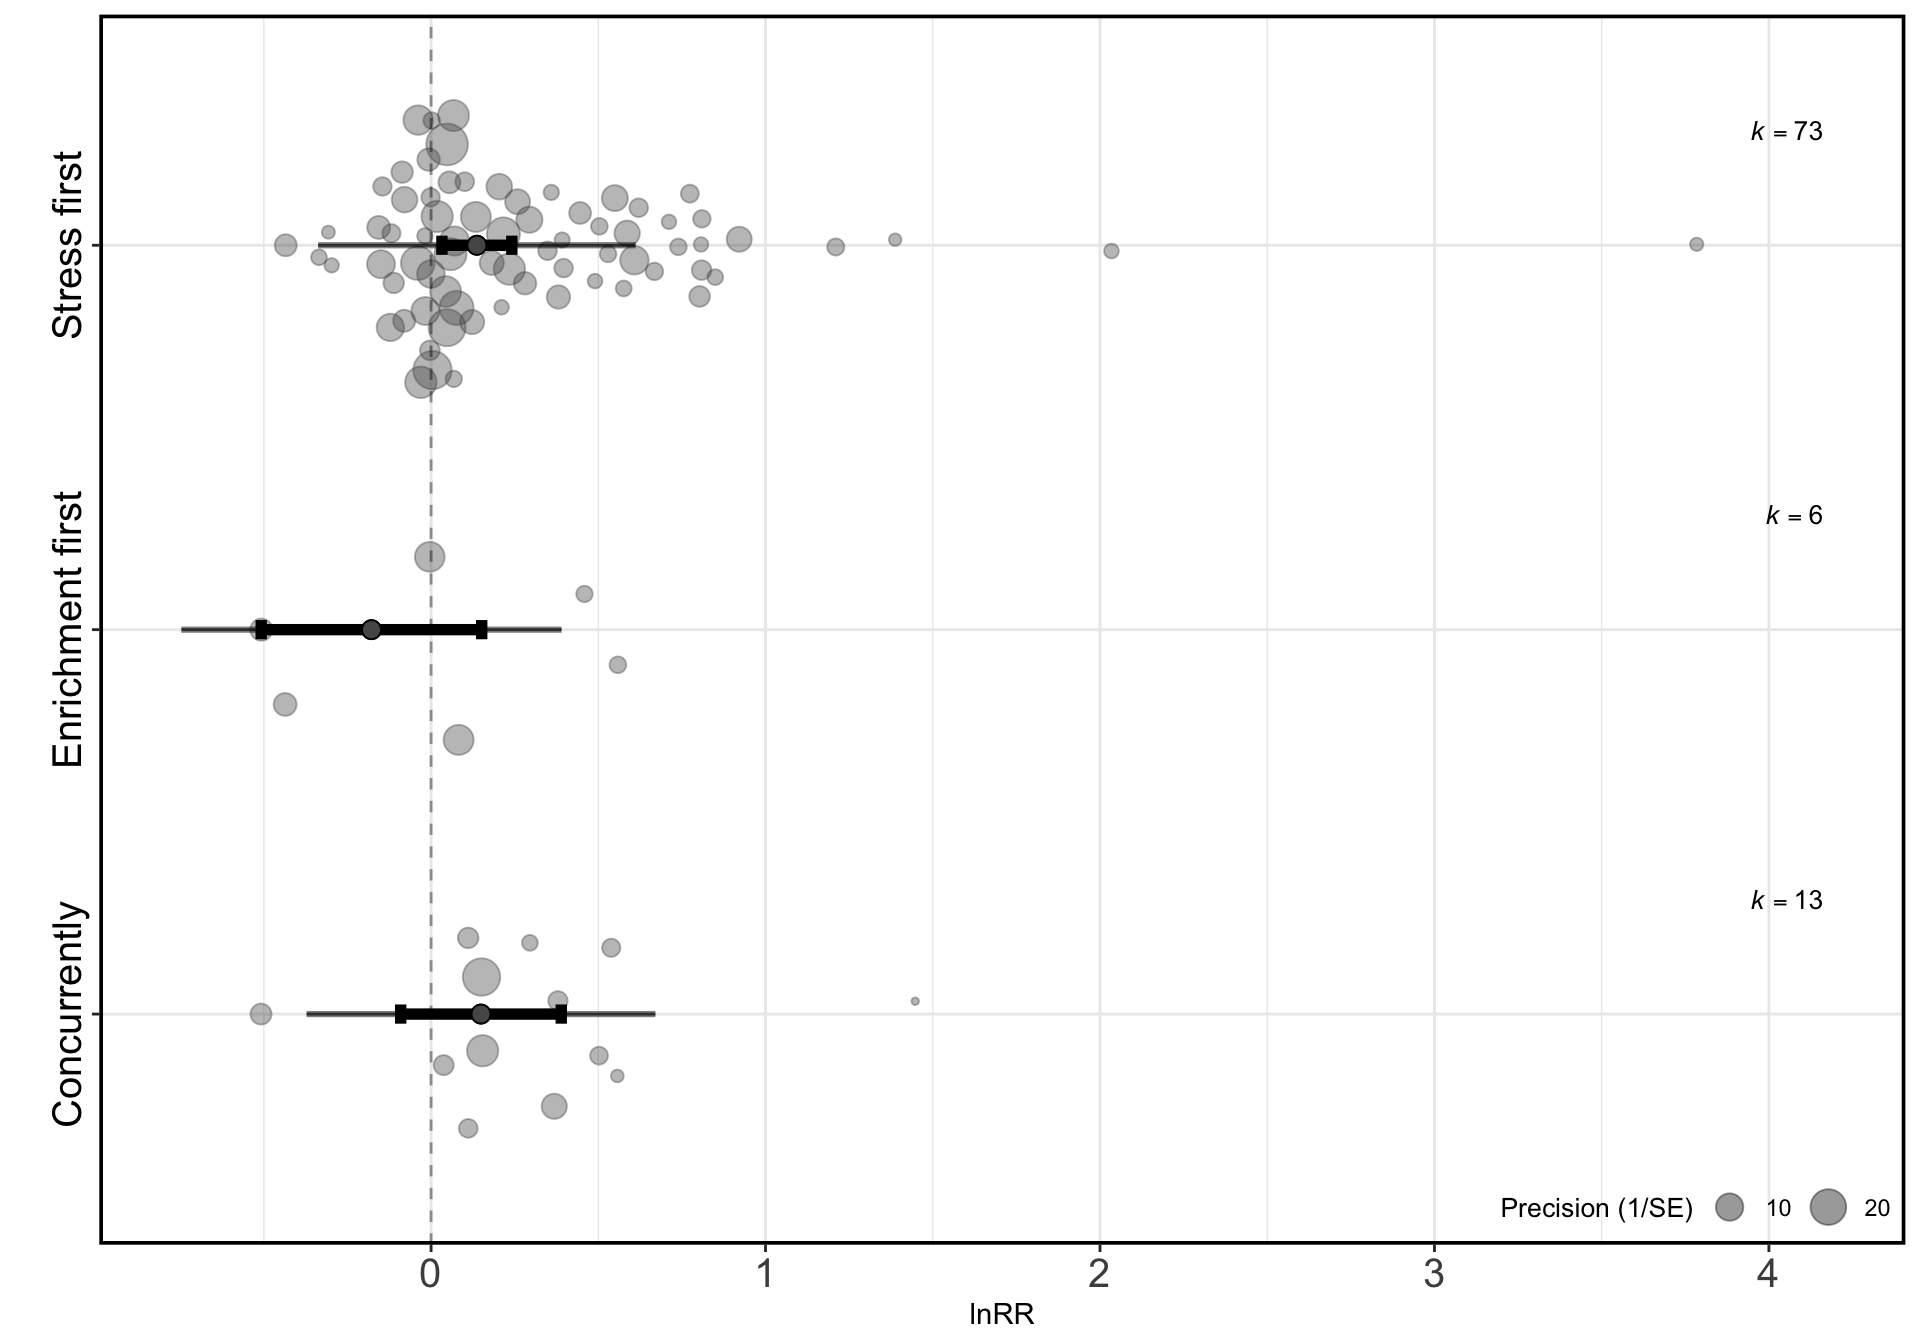 Stress first
k = 73
Enrichment first
k = 6
Concurrently
k = 13
Precision (1/SE) 10 20
0 1 2 3 4
lnRR